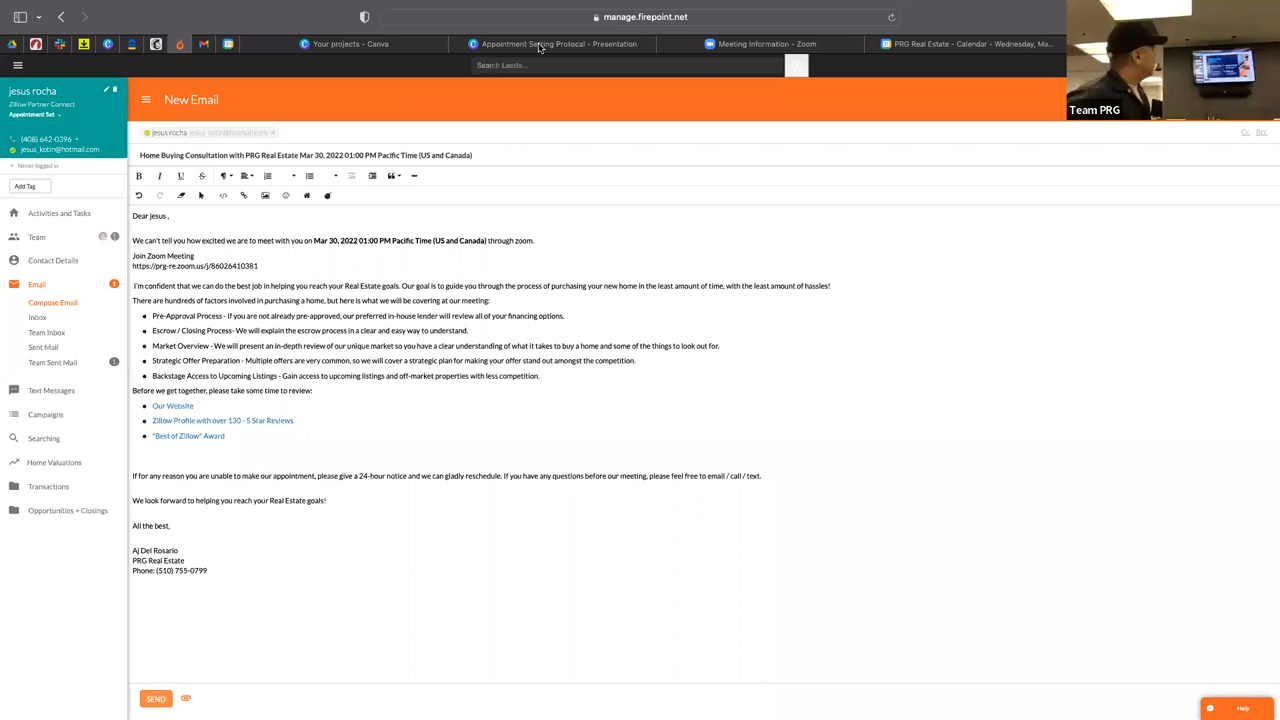 manage.firepoint.net
Your projects - Canva
Appointment Setting Protocal - Presentation
Meeting Information - Zoom
PRG Real Estate - Calendar - Wednesday, Ma...
Search Leads...
Team PRG
jesus rocha
Zillow Partner Connect
Appointment Set
(408) 642-0396
jesus_kotin@hotmail.com
Never logged in
Add Tag
Activities and Tasks
Team
Contact Details
Email
1
Compose Email
Inbox
Team Inbox
Sent Mail
Team Sent Mail
1
Text Messages
Campaigns
Searching
Home Valuations
Transactions
Opportunities + Closings
New Email
jesus rocha jesus_kotin@hotmail.com ×
Cc Bcc
Home Buying Consultation with PRG Real Estate Mar 30, 2022 01:00 PM Pacific Time (US and Canada)
B I U S
Dear jesus ,
We can't tell you how excited we are to meet with you on Mar 30, 2022 01:00 PM Pacific Time (US and Canada) through zoom.
Join Zoom Meeting
https://prg-re.zoom.us/j/86026410381
I'm confident that we can do the best job in helping you reach your Real Estate goals. Our goal is to guide you through the process of purchasing your new home in the least amount of time, with the least amount of hassles!
There are hundreds of factors involved in purchasing a home, but here is what we will be covering at our meeting:
• Pre-Approval Process - If you are not already pre-approved, our preferred in-house lender will review all of your financing options.
• Escrow / Closing Process- We will explain the escrow process in a clear and easy way to understand.
• Market Overview - We will present an in-depth review of our unique market so you have a clear understanding of what it takes to buy a home and some of the things to look out for.
• Strategic Offer Preparation - Multiple offers are very common, so we will cover a strategic plan for making your offer stand out amongst the competition.
• Backstage Access to Upcoming Listings - Gain access to upcoming listings and off-market properties with less competition.
Before we get together, please take some time to review:
• Our Website
• Zillow Profile with over 130 - 5 Star Reviews
• "Best of Zillow" Award
If for any reason you are unable to make our appointment, please give a 24-hour notice and we can gladly reschedule. If you have any questions before our meeting, please feel free to email / call / text.
We look forward to helping you reach your Real Estate goals!
All the best,
Aj Del Rosario
PRG Real Estate
Phone: (510) 755-0799
SEND
Help